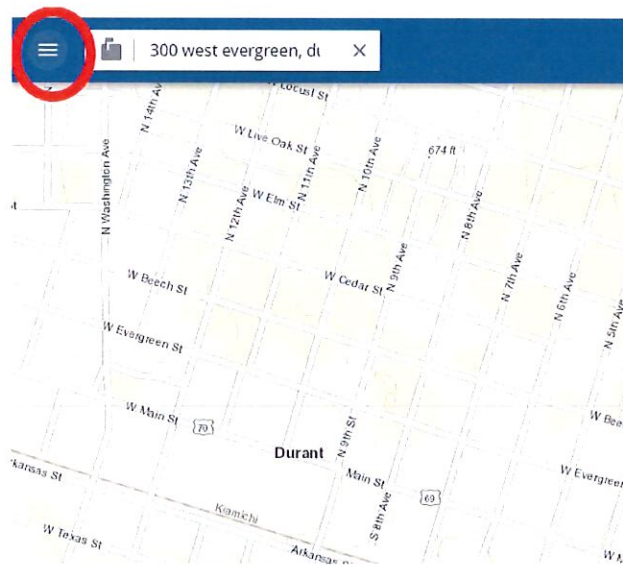 300 west evergreen, du
W Locust St
N 14th Ave
W Live Oak St
674 ft
N Washington Ave
N 13th Ave
N 11th Ave
N 10th Ave
W Elm St
N 12th Ave
N 8th Ave
N 9th Ave
W Cedar St
N 7th Ave
W Beech St
N 6th Ave
N 5th Ave
W Evergreen St
W Main St
70
W Bee
N 9th St
Durant
Main St
W Evergreen
rkansas St
69
S 8th Ave
Kiamichi
W Texas St
Arkansas